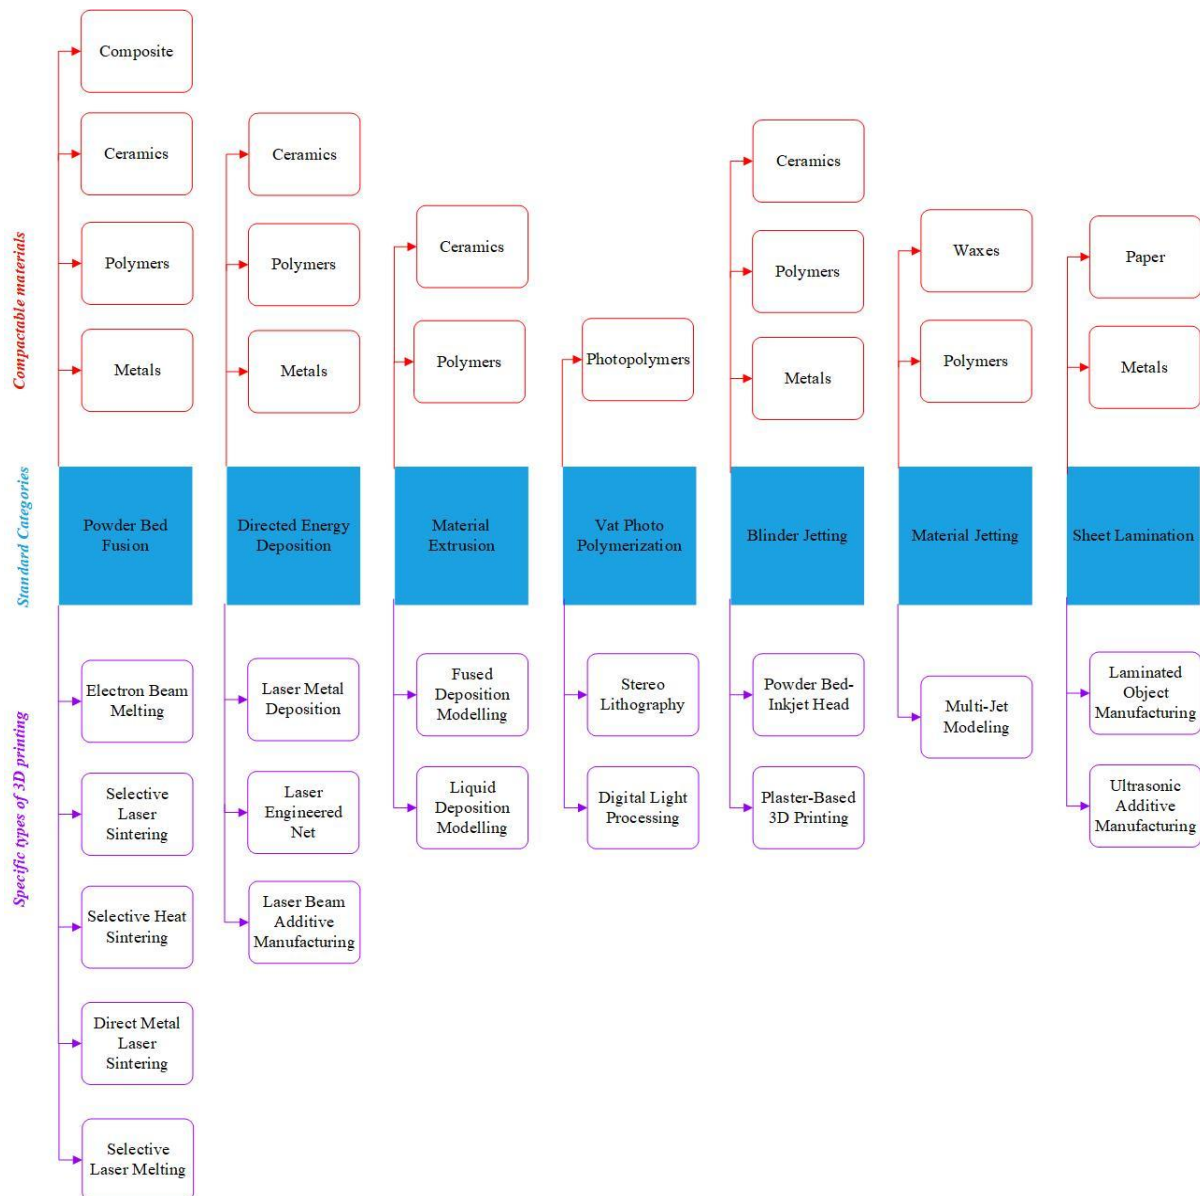 Compactable materials
Composite
Ceramics
Polymers
Metals
Ceramics
Polymers
Metals
Ceramics
Polymers
Photopolymers
Ceramics
Polymers
Metals
Waxes
Polymers
Paper
Metals
Standard Categories
Powder Bed
Fusion
Directed Energy
Deposition
Material
Extrusion
Vat Photo
Polymerization
Blinder Jetting
Material Jetting
Sheet Lamination
Specific types of 3D printing
Electron Beam
Melting
Selective
Laser
Sintering
Selective Heat
Sintering
Direct Metal
Laser
Sintering
Selective
Laser Melting
Laser Metal
Deposition
Laser
Engineered
Net
Laser Beam
Additive
Manufacturing
Fused
Deposition
Modelling
Liquid
Deposition
Modelling
Stereo
Lithography
Digital Light
Processing
Powder Bed-
Inkjet Head
Plaster-Based
3D Printing
Multi-Jet
Modeling
Laminated
Object
Manufacturing
Ultrasonic
Additive
Manufacturing